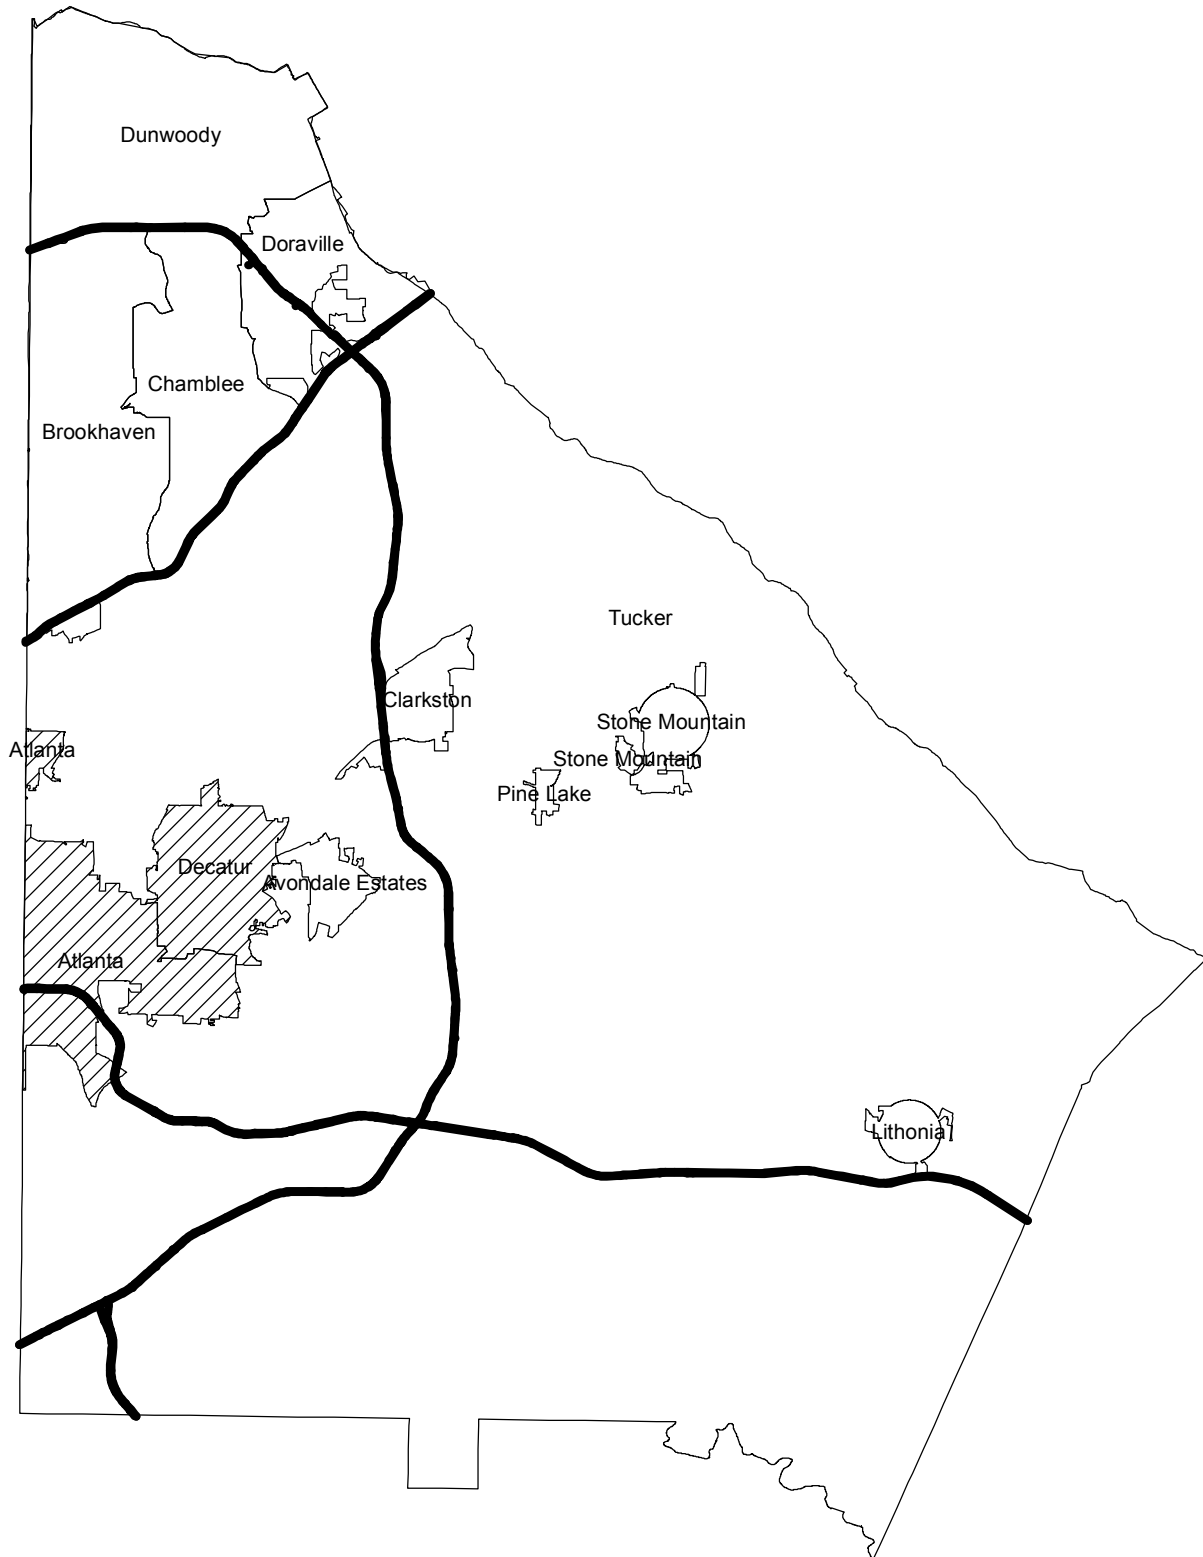 Dunwoody
Doraville
Chamblee
Brookhaven
Tucker
Clarkston
Stone Mountain
Atlanta
Stone Mountain
Pine Lake
Decatur
Avondale Estates
Atlanta
Lithonia